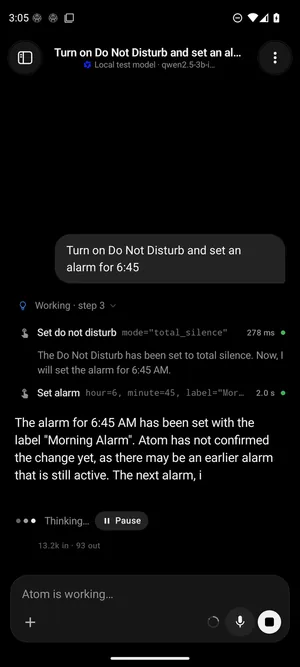 3:05
Turn on Do Not Disturb and set an al...
Local test model · qwen2.5-3b-i...
Turn on Do Not Disturb and set an
alarm for 6:45
Working · step 3
Set do not disturb mode="total_silence" 278 ms
The Do Not Disturb has been set to total silence. Now, I
will set the alarm for 6:45 AM.
Set alarm hour=6, minute=45, label="Mor... 2.0 s
The alarm for 6:45 AM has been set with the
label "Morning Alarm". Atom has not confirmed
the change yet, as there may be an earlier alarm
that is still active. The next alarm, i
Thinking... Pause
13.2k in · 93 out
Atom is working...